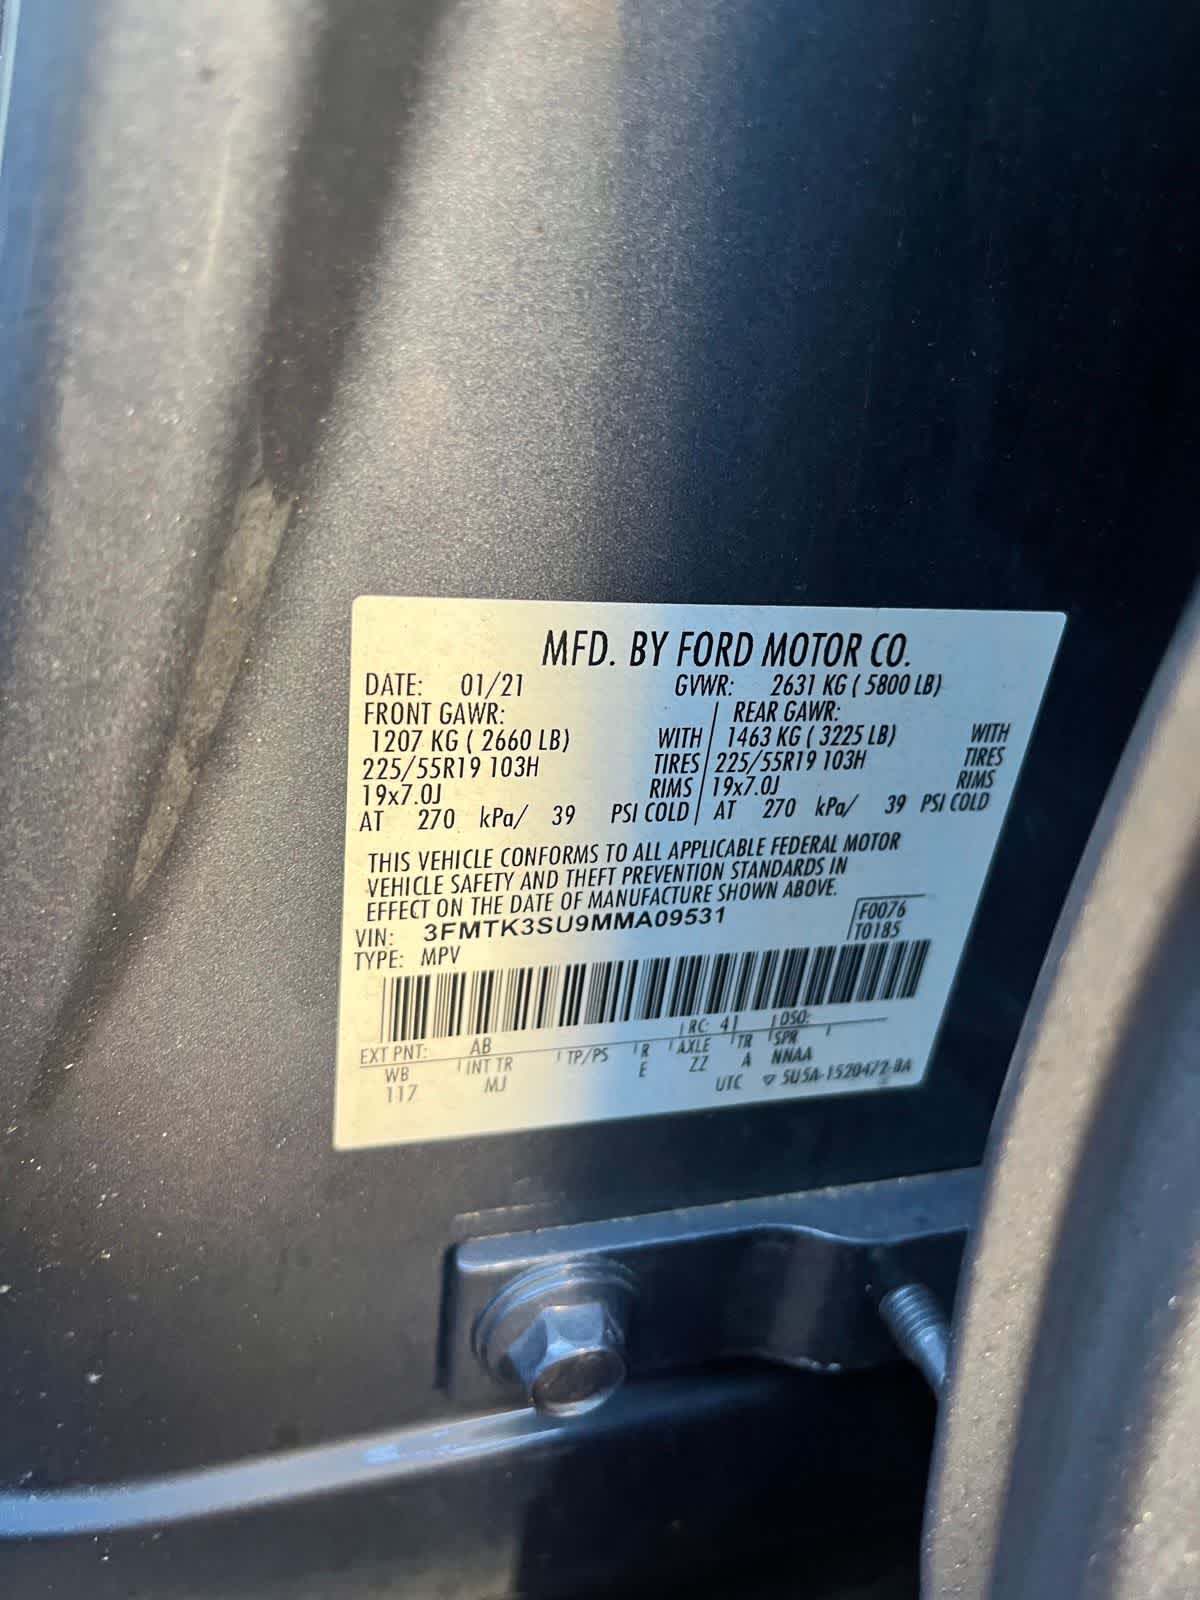 MFD. BY FORD MOTOR CO.
DATE: 01/21 GVWR: 2631 KG ( 5800 LB)
FRONT GAWR: REAR GAWR:
1207 KG ( 2660 LB) WITH 1463 KG ( 3225 LB) WITH
225/55R19 103H TIRES 225/55R19 103H TIRES
19x7.0J RIMS 19x7.0J RIMS
AT 270 kPa/ 39 PSI COLD AT 270 kPa/ 39 PSI COLD
THIS VEHICLE CONFORMS TO ALL APPLICABLE FEDERAL MOTOR
VEHICLE SAFETY AND THEFT PREVENTION STANDARDS IN
EFFECT ON THE DATE OF MANUFACTURE SHOWN ABOVE.
VIN: 3FMTK3SU9MMA09531 F0076
TYPE: MPV T0185
EXT PNT: AB RC: 41 DSO:
WB INT TR TP/PS R AXLE TR SPR
117 MJ E ZZ A NNAA
UTC ▽ 5U5A-1520472-BA